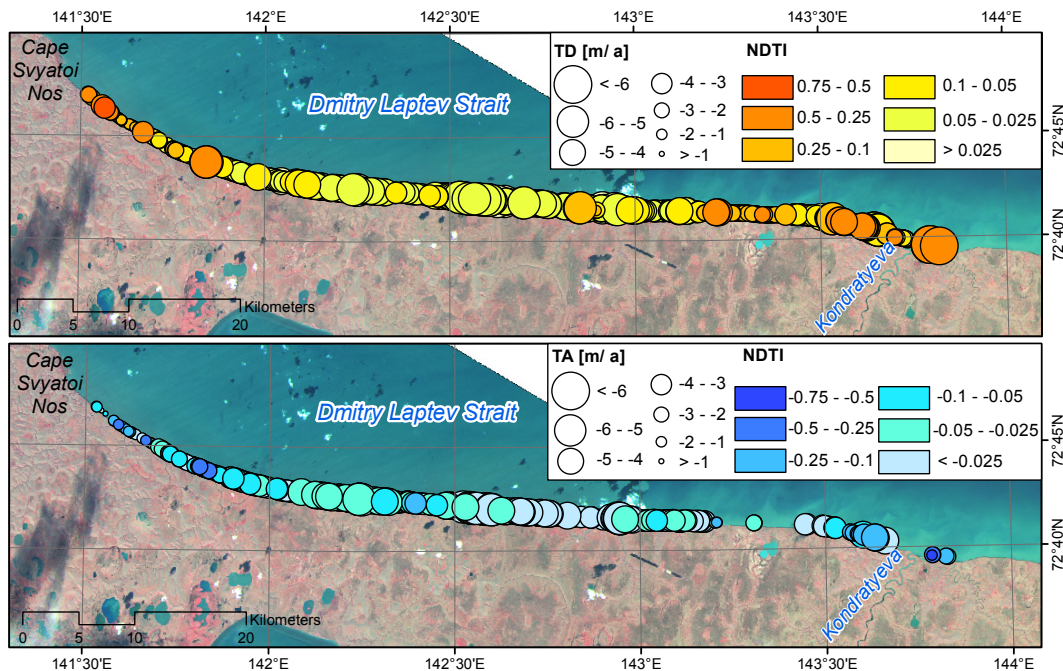 141°30'E 142°E 142°30'E 143°E 143°30'E 144°E
Cape
Svyatoi
Nos
Dmitry Laptev Strait
TD [m/ a]
< -6
-6 - -5
-5 - -4
-4 - -3
-3 - -2
-2 - -1
> -1
NDTI
0.75 - 0.5
0.5 - 0.25
0.25 - 0.1
0.1 - 0.05
0.05 - 0.025
> 0.025
72°45'N
72°40'N
Kondratyeva
0 5 10 20
Kilometers
Cape
Svyatoi
Nos
Dmitry Laptev Strait
TA [m/ a]
< -6
-6 - -5
-5 - -4
-4 - -3
-3 - -2
-2 - -1
> -1
NDTI
-0.75 - -0.5
-0.5 - -0.25
-0.25 - -0.1
-0.1 - -0.05
-0.05 - -0.025
< -0.025
72°45'N
72°40'N
Kondratyeva
0 5 10 20
Kilometers
141°30'E 142°E 142°30'E 143°E 143°30'E 144°E